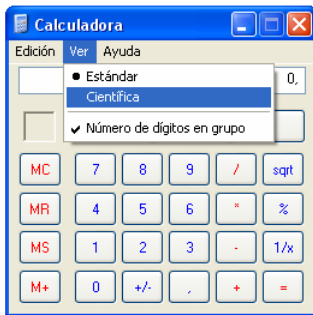 Calculadora
Edición Ver Ayuda
Estándar
0,
Científica
Número de dígitos en grupo
MC 7 8 9 / sqrt
MR 4 5 6 * %
MS 1 2 3 - 1/x
M+ 0 +/- , + =